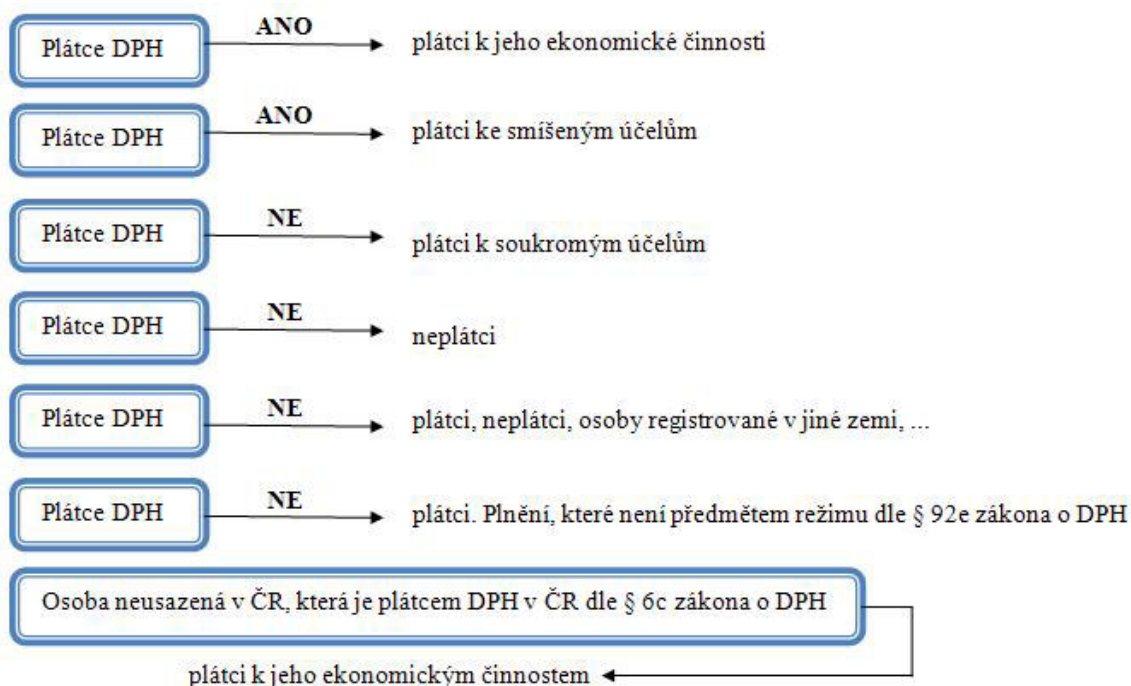 Plátce DPH ANO plátci k jeho ekonomické činnosti
Plátce DPH ANO plátci ke smíšeným účelům
Plátce DPH NE plátci k soukromým účelům
Plátce DPH NE neplátci
Plátce DPH NE plátci, neplátci, osoby registrované v jiné zemi, ...
Plátce DPH NE plátci. Plnění, které není předmětem režimu dle § 92e zákona o DPH
Osoba neusazená v ČR, která je plátcem DPH v ČR dle § 6c zákona o DPH
plátci k jeho ekonomickým činnostem